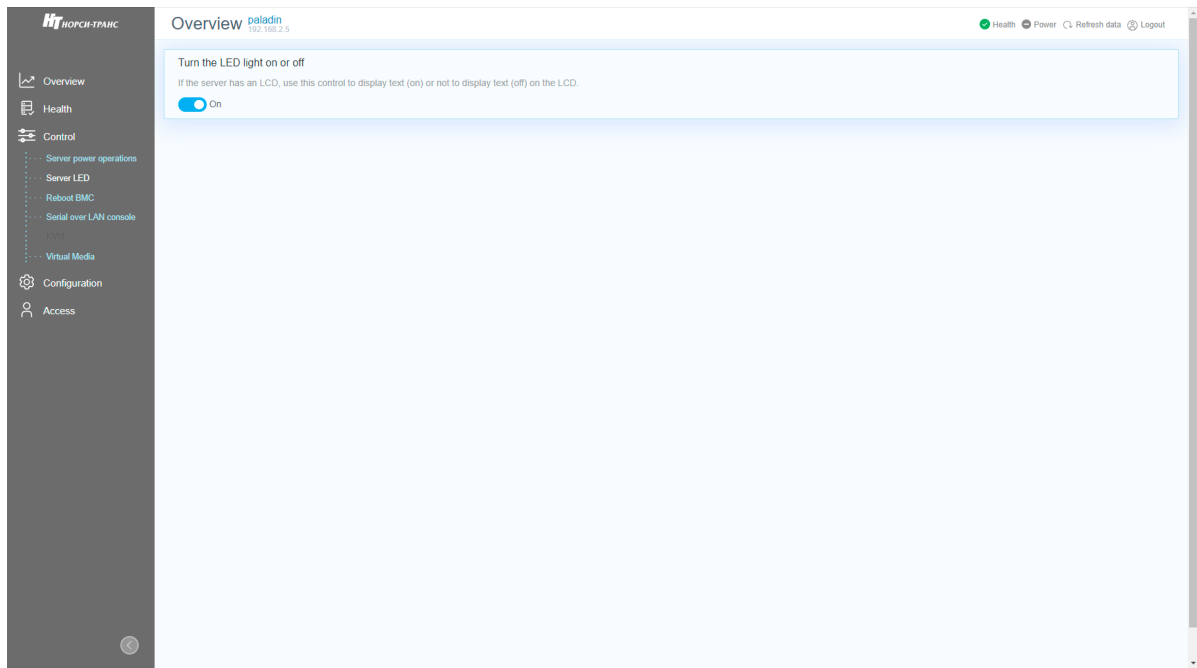 НТ НОРСИ-ТРАНС
Overview
Health
Control
Server power operations
Server LED
Reboot BMC
Serial over LAN console
KVM
Virtual Media
Configuration
Access
Overview paladin
192.168.2.5
Health Power Refresh data Logout
Turn the LED light on or off
If the server has an LCD, use this control to display text (on) or not to display text (off) on the LCD.
On